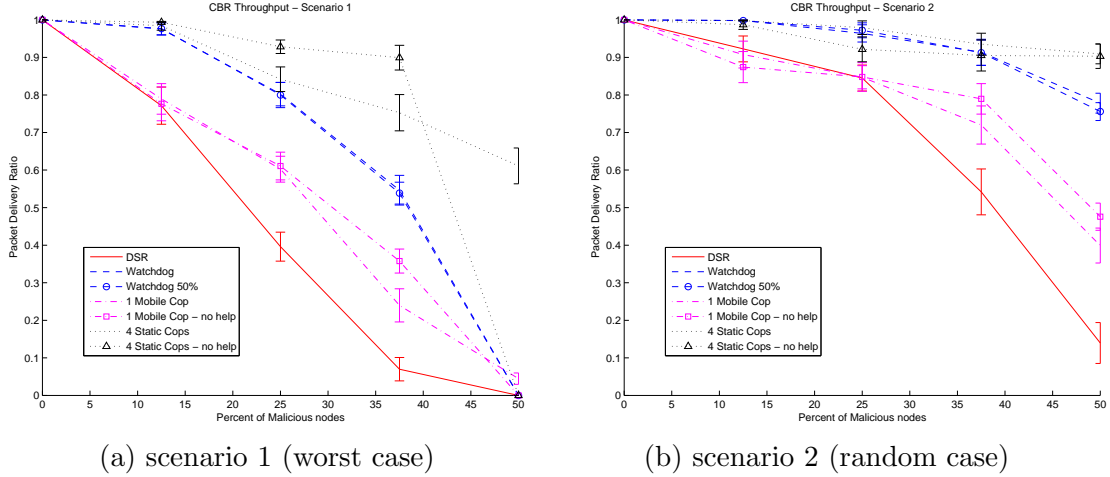 CBR Throughput − Scenario 1
Packet Delivery Ratio
1
0.9
0.8
0.7
0.6
0.5
0.4
0.3
0.2
0.1
0
DSR
Watchdog
Watchdog 50%
1 Mobile Cop
1 Mobile Cop − no help
4 Static Cops
4 Static Cops − no help
0 5 10 15 20 25 30 35 40 45 50
Percent of Malicious nodes
(a) scenario 1 (worst case)
CBR Throughput − Scenario 2
Packet Delivery Ratio
1
0.9
0.8
0.7
0.6
0.5
0.4
0.3
0.2
0.1
0
DSR
Watchdog
Watchdog 50%
1 Mobile Cop
1 Mobile Cop − no help
4 Static Cops
4 Static Cops − no help
0 5 10 15 20 25 30 35 40 45 50
Percent of Malicious nodes
(b) scenario 2 (random case)